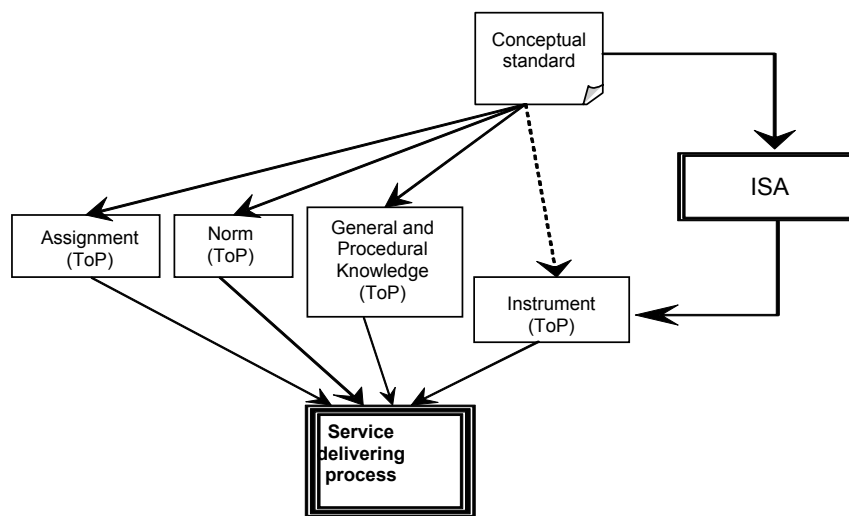 Conceptual
standard
ISA
Assignment
(ToP)
Norm
(ToP)
General and
Procedural
Knowledge
(ToP)
Instrument
(ToP)
Service
delivering
process